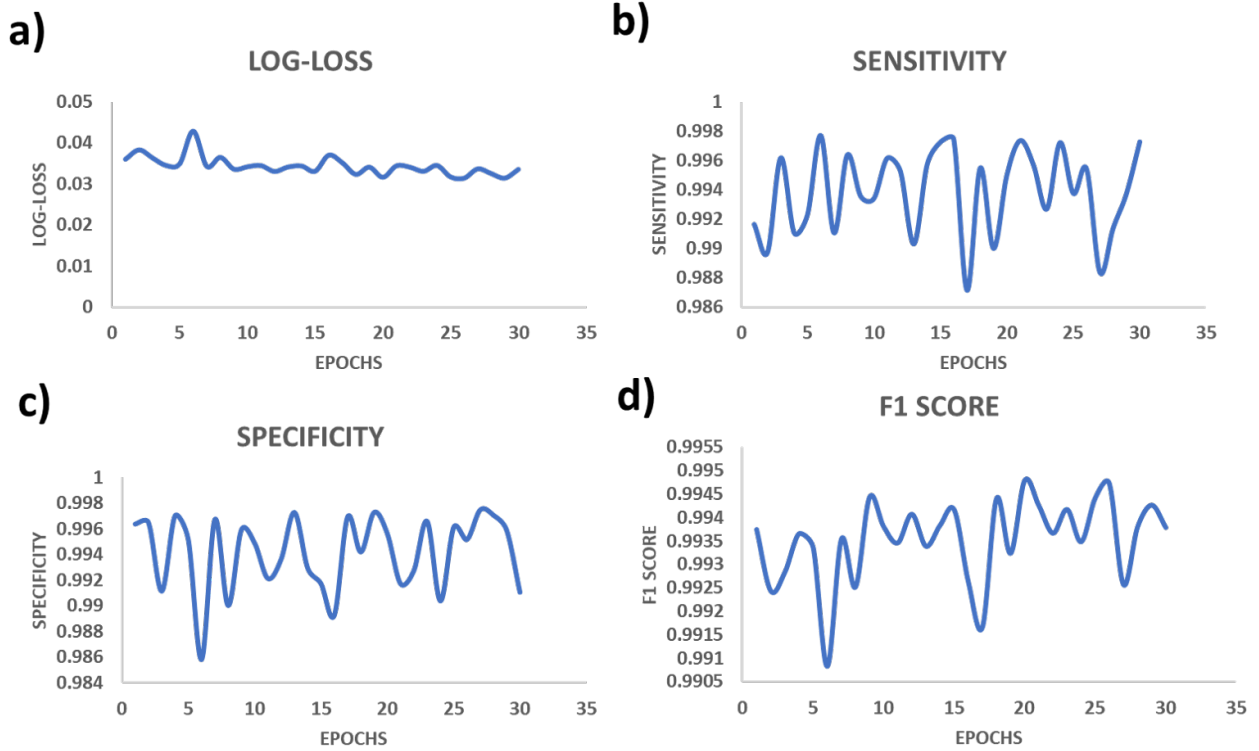 a)
LOG-LOSS
0.05
0.04
0.03
0.02
0.01
0
LOG-LOSS
0 5 10 15 20 25 30 35
EPOCHS
b)
SENSITIVITY
1
0.998
0.996
0.994
0.992
0.99
0.988
0.986
SENSITIVITY
0 5 10 15 20 25 30 35
EPOCHS
c)
SPECIFICITY
1
0.998
0.996
0.994
0.992
0.99
0.988
0.986
0.984
SPECIFICITY
0 5 10 15 20 25 30 35
EPOCHS
d)
F1 SCORE
0.9955
0.995
0.9945
0.994
0.9935
0.993
0.9925
0.992
0.9915
0.991
0.9905
F1 SCORE
0 5 10 15 20 25 30 35
EPOCHS